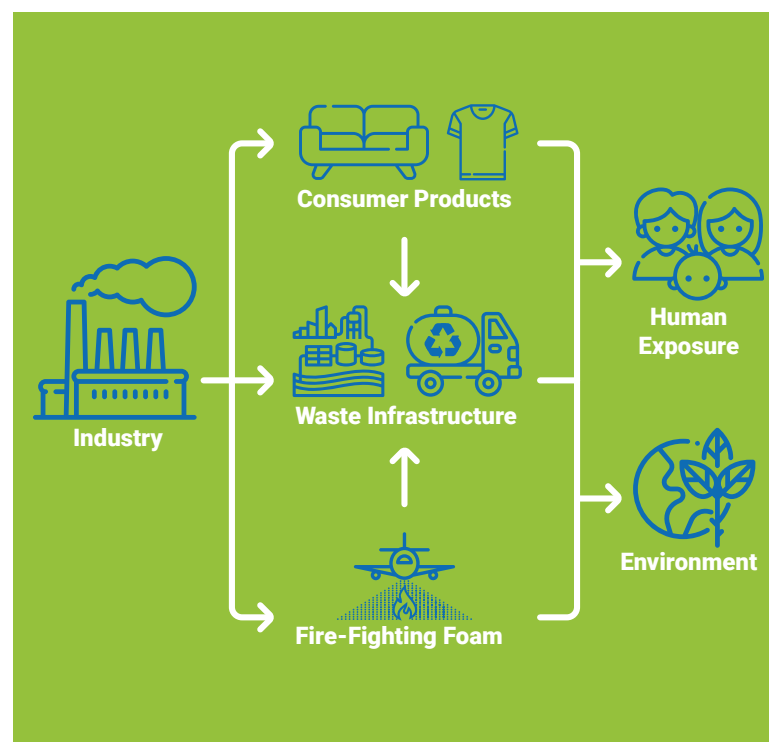 Consumer Products
Human
Exposure
Waste Infrastructure
Industry
Environment
Fire-Fighting Foam